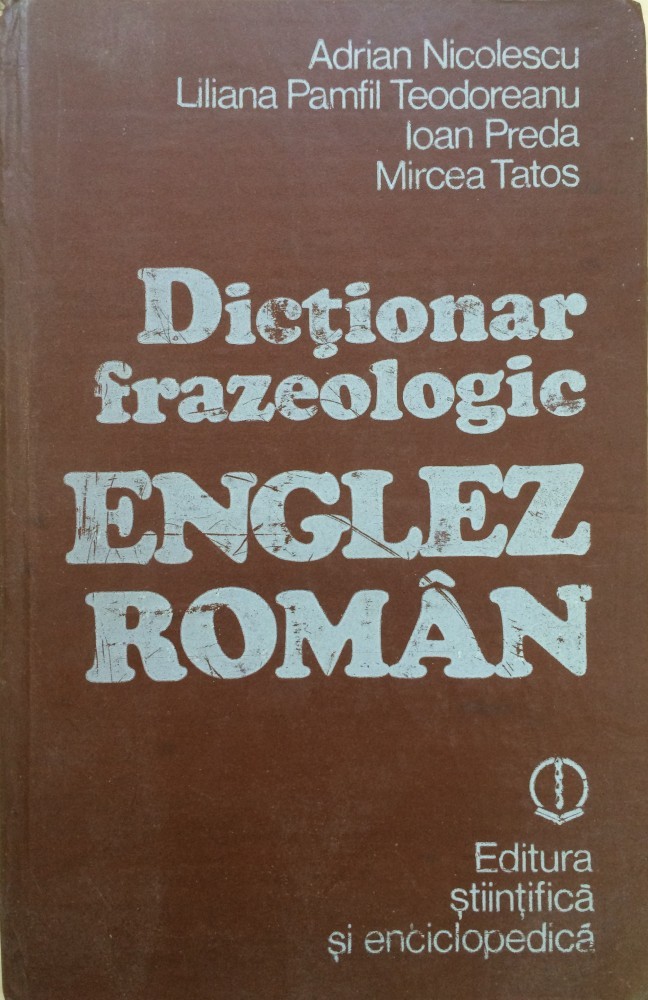 Adrian Nicolescu
Liliana Pamfil Teodoreanu
Ioan Preda
Mircea Tatos
Dicționar
frazeologic
ENGLEZ
ROMÂN
Editura
științifică
și enciclopedică